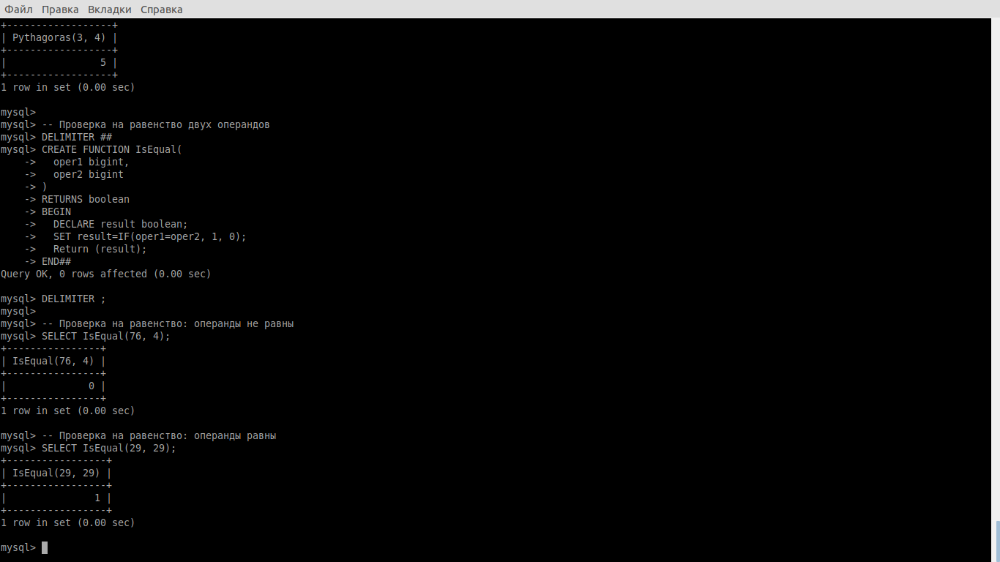 Файл Правка Вкладки Справка
+------------------+
| Pythagoras(3, 4) |
+------------------+
|                5 |
+------------------+
1 row in set (0.00 sec)
mysql>
mysql> -- Проверка на равенство двух операндов
mysql> DELIMITER ##
mysql> CREATE FUNCTION IsEqual(
    ->   oper1 bigint,
    ->   oper2 bigint
    -> )
    -> RETURNS boolean
    -> BEGIN
    ->   DECLARE result boolean;
    ->   SET result=IF(oper1=oper2, 1, 0);
    ->   Return (result);
    -> END##
Query OK, 0 rows affected (0.00 sec)
mysql> DELIMITER ;
mysql>
mysql> -- Проверка на равенство: операнды не равны
mysql> SELECT IsEqual(76, 4);
+----------------+
| IsEqual(76, 4) |
+----------------+
|              0 |
+----------------+
1 row in set (0.00 sec)
mysql> -- Проверка на равенство: операнды равны
mysql> SELECT IsEqual(29, 29);
+-----------------+
| IsEqual(29, 29) |
+-----------------+
|               1 |
+-----------------+
1 row in set (0.00 sec)
mysql>